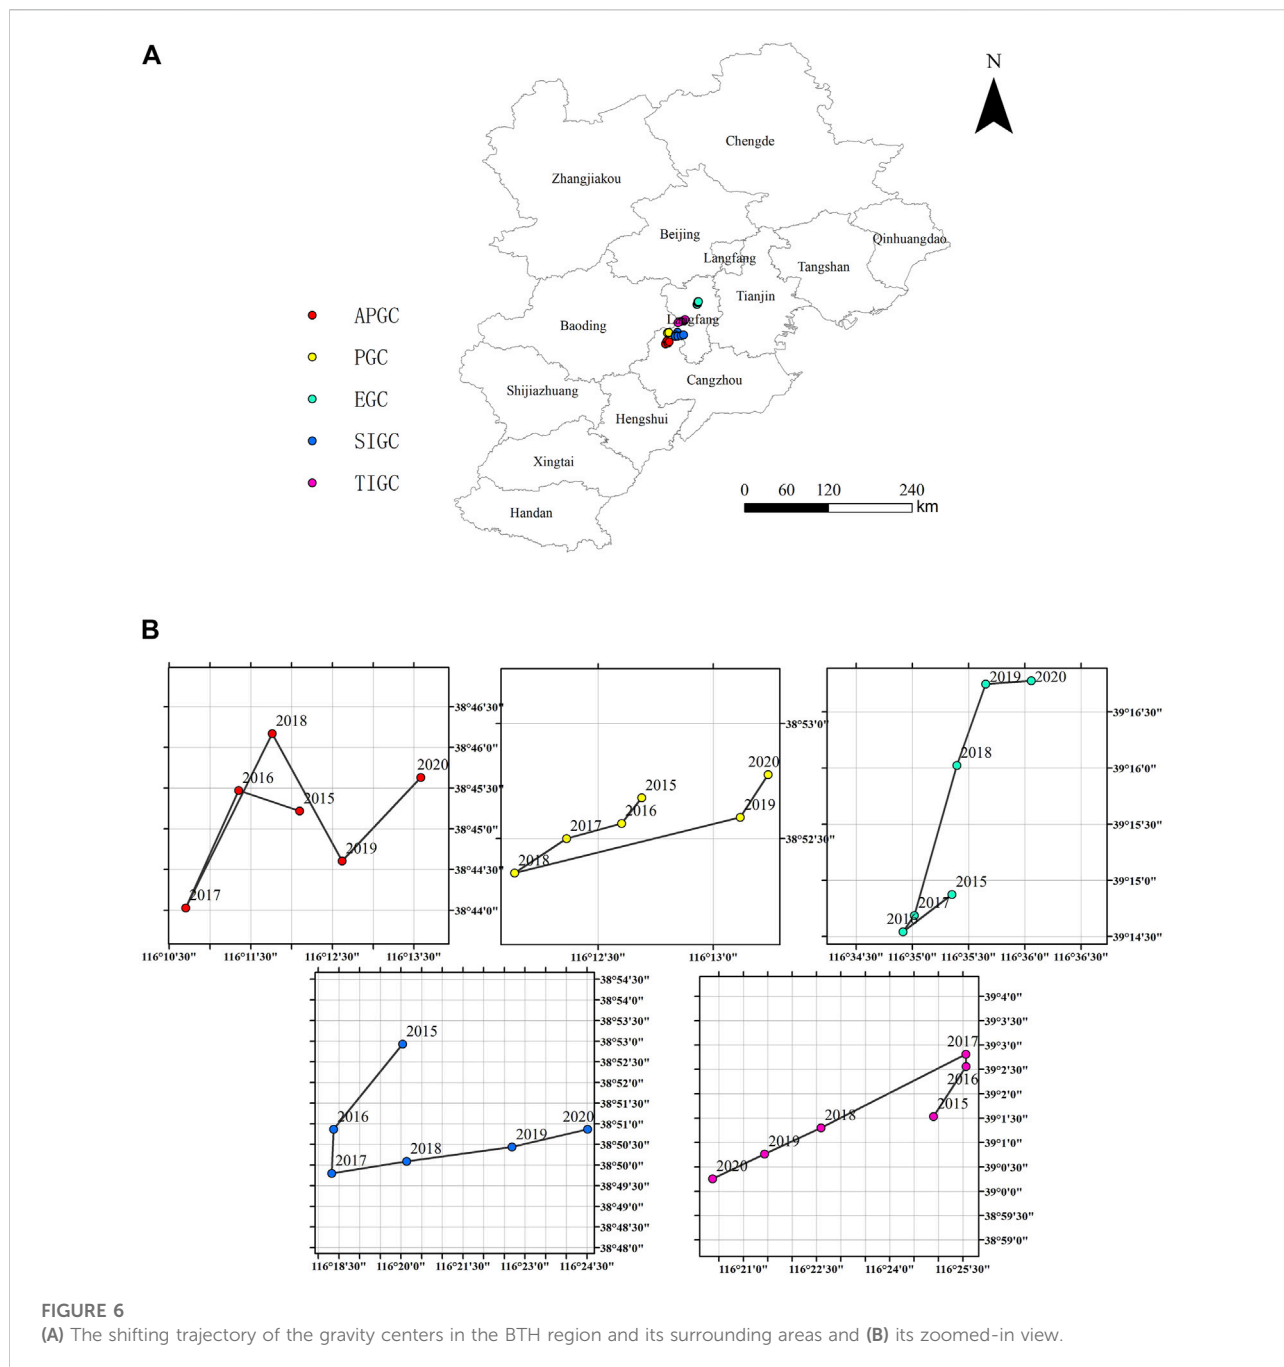 A
N
Chengde
Zhangjiakou
Beijing
Qinhuangdao
Langfang
Tangshan
Tianjin
APGC
Langfang
Baoding
PGC
Cangzhou
Shijiazhuang
EGC
Hengshui
SIGC
Xingtai
TIGC
0 60 120 240
km
Handan
B
2018
2016
2015
2020
2019
2017
38°46'30"
38°46'0"
38°45'30"
38°45'0"
38°44'30"
38°44'0"
116°10'30" 116°11'30" 116°12'30" 116°13'30"
2020
2015
2016
2019
2017
2018
38°53'0"
38°52'30"
116°12'30" 116°13'0"
2019 2020
2018
2015
2017
2016
39°16'30"
39°16'0"
39°15'30"
39°15'0"
39°14'30"
116°34'30" 116°35'0" 116°35'30" 116°36'0" 116°36'30"
2015
2016
2020
2019
2018
2017
38°54'30"
38°54'0"
38°53'30"
38°53'0"
38°52'30"
38°52'0"
38°51'30"
38°51'0"
38°50'30"
38°50'0"
38°49'30"
38°49'0"
38°48'30"
38°48'0"
116°18'30" 116°20'0" 116°21'30" 116°23'0" 116°24'30"
2017
2016
2015
2018
2019
2020
39°4'0"
39°3'30"
39°3'0"
39°2'30"
39°2'0"
39°1'30"
39°1'0"
39°0'30"
39°0'0"
38°59'30"
38°59'0"
116°21'0" 116°22'30" 116°24'0" 116°25'30"
FIGURE 6
(A) The shifting trajectory of the gravity centers in the BTH region and its surrounding areas and (B) its zoomed-in view.